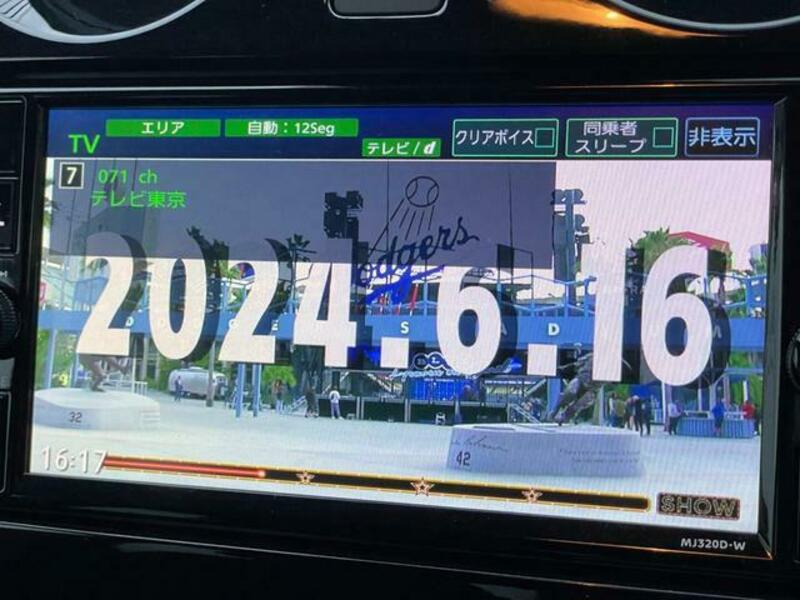 TV
エリア
自動：12Seg
テレビ/d
クリアボイス
同乗者
スリープ
非表示
7
071 ch
テレビ東京
Dodgers
2024.6.16
32
42
16:17
SHOW
MJ320D-W